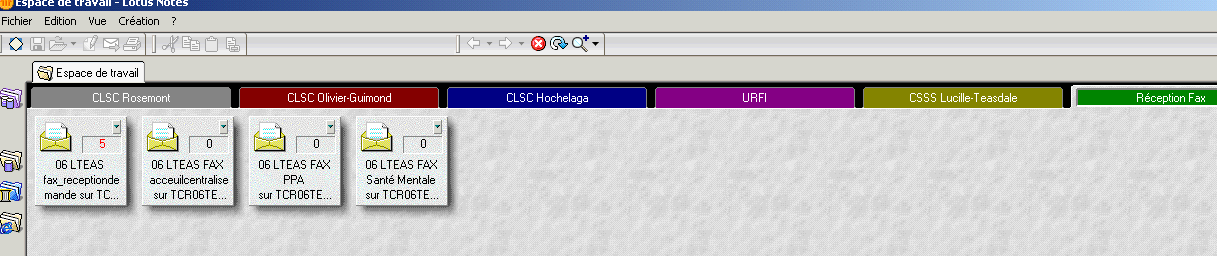 Espace de travail - Lotus Notes
Fichier Edition Vue Création ?
Espace de travail
CLSC Rosemont CLSC Olivier-Guimond CLSC Hochelaga URFI CSSS Lucille-Teasdale Réception Fax
5 0 0 0
06 LTEAS 06 LTEAS FAX 06 LTEAS FAX 06 LTEAS FAX
fax_receptionde acceuilcentralise PPA Santé Mentale
mande sur TC... sur TCR06TE... sur TCR06TE... sur TCR06TE...